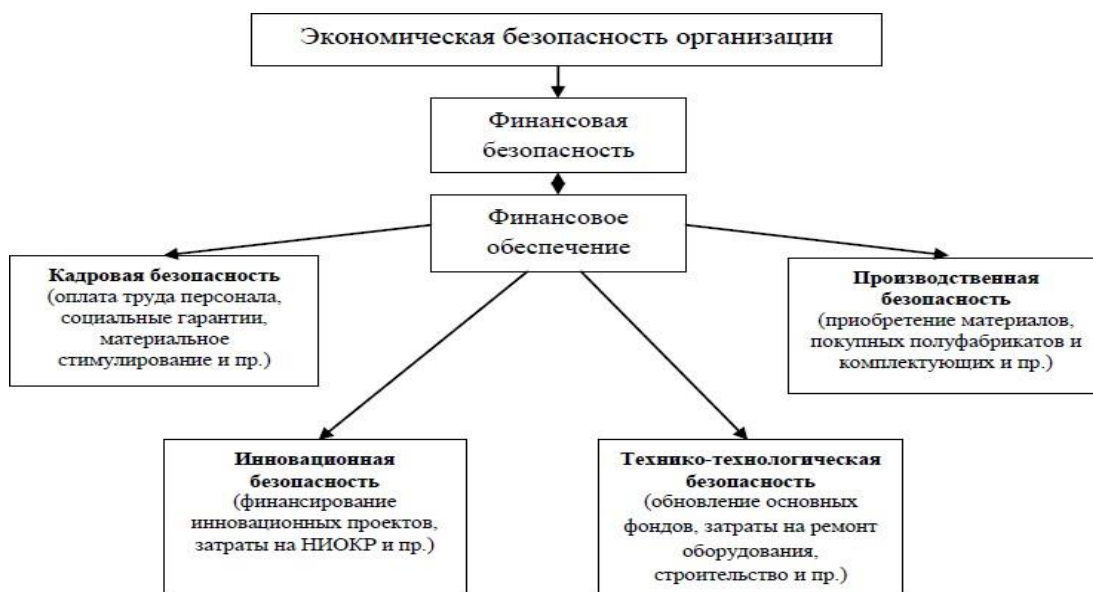 Экономическая безопасность организации
Финансовая
безопасность
Финансовое
обеспечение
Кадровая безопасность
(оплата труда персонала,
социальные гарантии,
материальное
стимулирование и пр.)
Производственная
безопасность
(приобретение материалов,
покупных полуфабрикатов и
комплектующих и пр.)
Инновационная
безопасность
(финансирование
инновационных проектов,
затраты на НИОКР и пр.)
Технико-технологическая
безопасность
(обновление основных
фондов, затраты на ремонт
оборудования,
строительство и пр.)